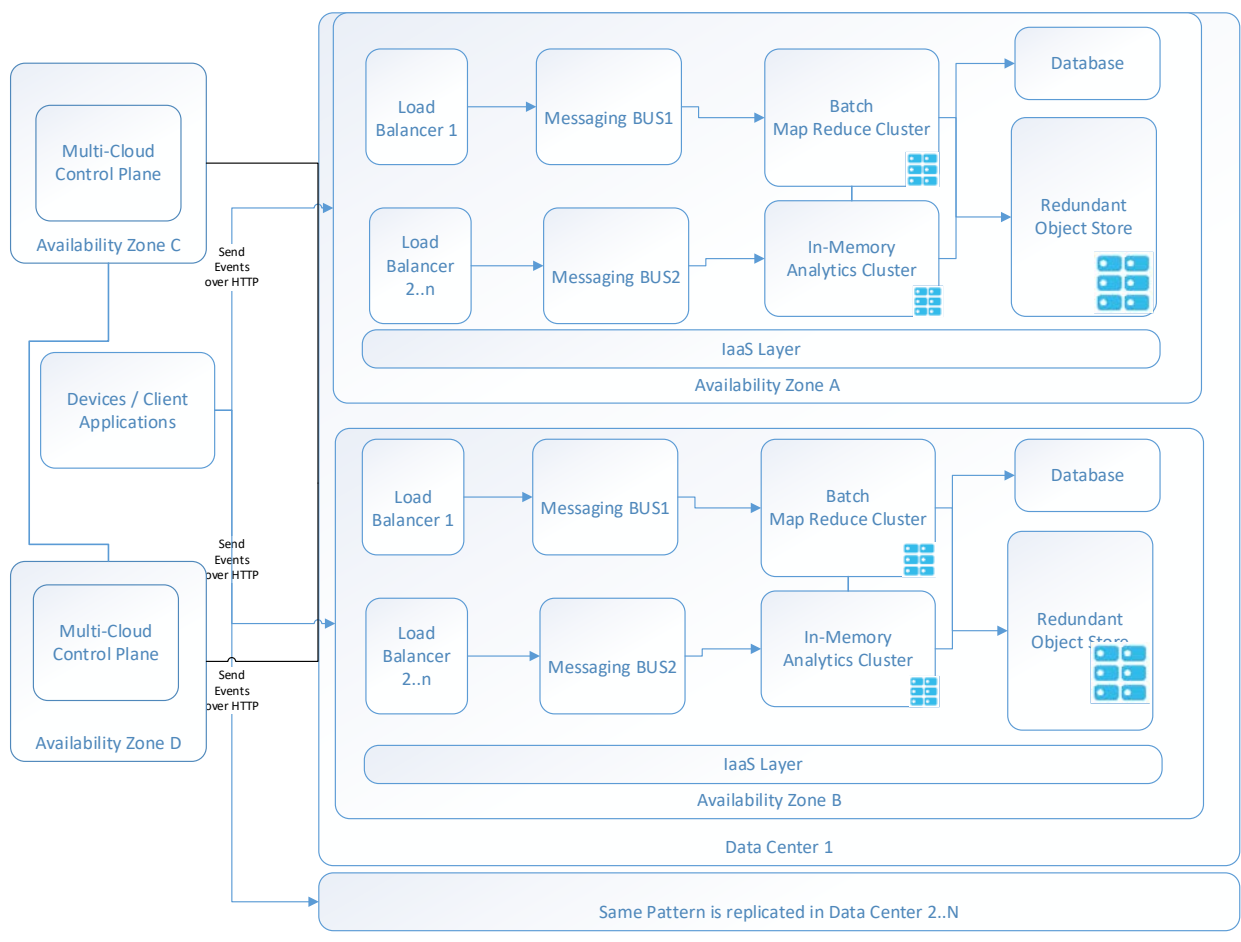 Multi-Cloud
Control Plane
Availability Zone C
Send
Events
over HTTP
Devices / Client
Applications
Send
Events
over HTTP
Multi-Cloud
Control Plane
Availability Zone D
Send
Events
over HTTP
Load
Balancer 1
Messaging BUS1
Batch
Map Reduce Cluster
Database
Redundant
Object Store
Load
Balancer
2..n
Messaging BUS2
In-Memory
Analytics Cluster
IaaS Layer
Availability Zone A
Load
Balancer 1
Messaging BUS1
Batch
Map Reduce Cluster
Database
Redundant
Object Store
Load
Balancer
2..n
Messaging BUS2
In-Memory
Analytics Cluster
IaaS Layer
Availability Zone B
Data Center 1
Same Pattern is replicated in Data Center 2..N